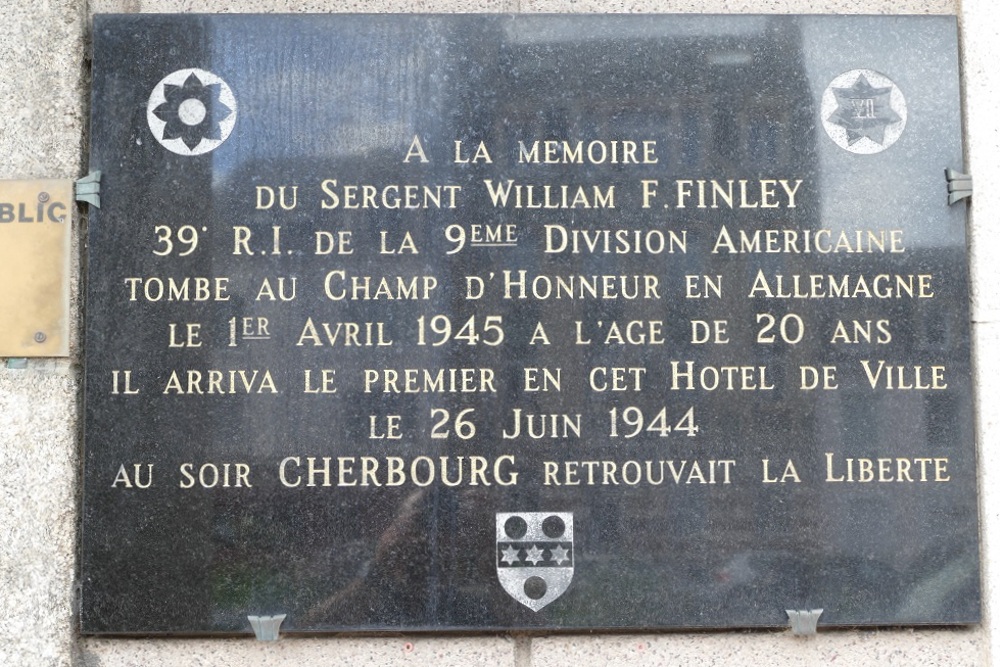 BLIC
VII
A LA MEMOIRE
DU SERGENT WILLIAM F. FINLEY
39° R.I. DE LA 9EME DIVISION AMERICAINE
TOMBE AU CHAMP D'HONNEUR EN ALLEMAGNE
LE 1ER AVRIL 1945 A L'AGE DE 20 ANS
IL ARRIVA LE PREMIER EN CET HOTEL DE VILLE
LE 26 JUIN 1944
AU SOIR CHERBOURG RETROUVAIT LA LIBERTE